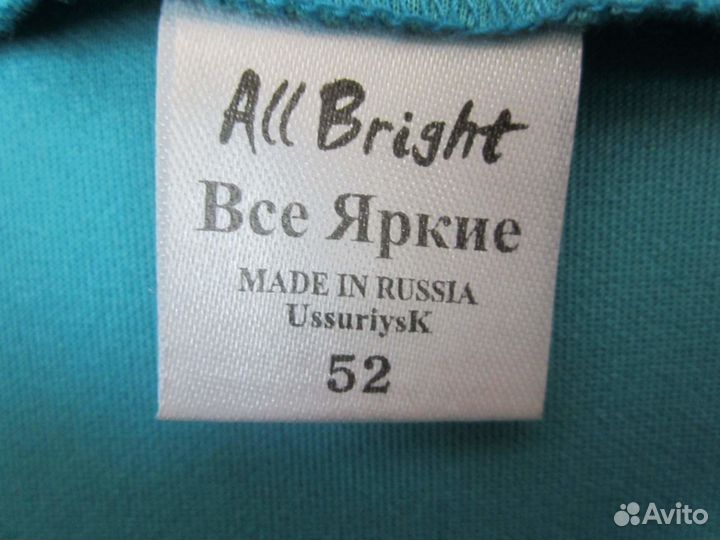 All Bright
Все Яркие
MADE IN RUSSIA
UssuriysK
52
Avito